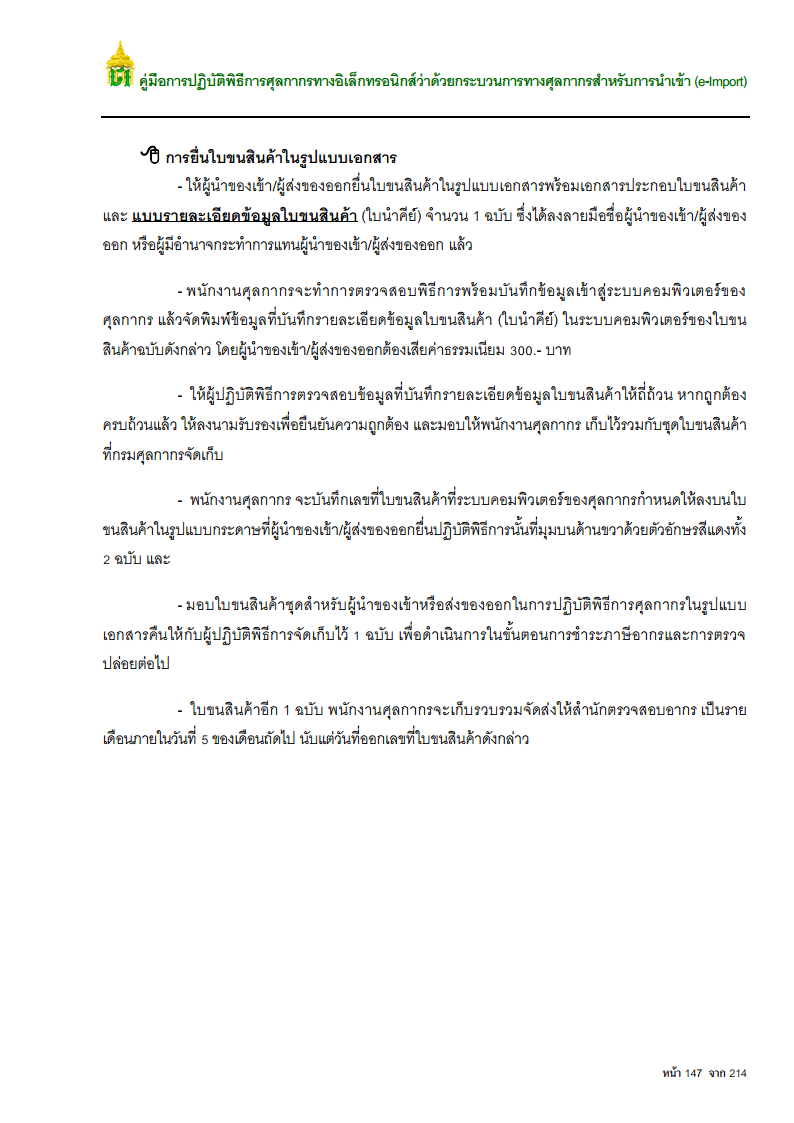 คู่มือการปฏิบัติพิธีการศุลกากรทางอิเล็กทรอนิกส์ว่าด้วยกระบวนการทางศุลกากรสำหรับการนำเข้า (e-Import)
การยื่นใบขนสินค้าในรูปแบบเอกสาร
- ให้ผู้นำของเข้า/ผู้ส่งของออกยื่นใบขนสินค้าในรูปแบบเอกสารพร้อมเอกสารประกอบใบขนสินค้า
และ แบบรายละเอียดข้อมูลใบขนสินค้า (ใบนำคีย์) จำนวน 1 ฉบับ ซึ่งได้ลงลายมือชื่อผู้นำของเข้า/ผู้ส่งของ
ออก หรือผู้มีอำนาจกระทำการแทนผู้นำของเข้า/ผู้ส่งของออก แล้ว
- พนักงานศุลกากรจะทำการตรวจสอบพิธีการพร้อมบันทึกข้อมูลเข้าสู่ระบบคอมพิวเตอร์ของ
ศุลกากร แล้วจัดพิมพ์ข้อมูลที่บันทึกรายละเอียดข้อมูลใบขนสินค้า (ใบนำคีย์) ในระบบคอมพิวเตอร์ของใบขน
สินค้าฉบับดังกล่าว โดยผู้นำของเข้า/ผู้ส่งของออกต้องเสียค่าธรรมเนียม 300.- บาท
- ให้ผู้ปฏิบัติพิธีการตรวจสอบข้อมูลที่บันทึกรายละเอียดข้อมูลใบขนสินค้าให้ถี่ถ้วน หากถูกต้อง
ครบถ้วนแล้ว ให้ลงนามรับรองเพื่อยืนยันความถูกต้อง และมอบให้พนักงานศุลกากร เก็บไว้รวมกับชุดใบขนสินค้า
ที่กรมศุลกากรจัดเก็บ
- พนักงานศุลกากร จะบันทึกเลขที่ใบขนสินค้าที่ระบบคอมพิวเตอร์ของศุลกากรกำหนดให้ลงบนใบ
ขนสินค้าในรูปแบบกระดาษที่ผู้นำของเข้า/ผู้ส่งของออกยื่นปฏิบัติพิธีการนั้นที่มุมบนด้านขวาด้วยตัวอักษรสีแดงทั้ง
2 ฉบับ และ
- มอบใบขนสินค้าชุดสำหรับผู้นำของเข้าหรือส่งของออกในการปฏิบัติพิธีการศุลกากรในรูปแบบ
เอกสารคืนให้กับผู้ปฏิบัติพิธีการจัดเก็บไว้ 1 ฉบับ เพื่อดำเนินการในขั้นตอนการชำระภาษีอากรและการตรวจ
ปล่อยต่อไป
- ใบขนสินค้าอีก 1 ฉบับ พนักงานศุลกากรจะเก็บรวบรวมจัดส่งให้สำนักตรวจสอบอากร เป็นราย
เดือนภายในวันที่ 5 ของเดือนถัดไป นับแต่วันที่ออกเลขที่ใบขนสินค้าดังกล่าว
หน้า 147 จาก 214